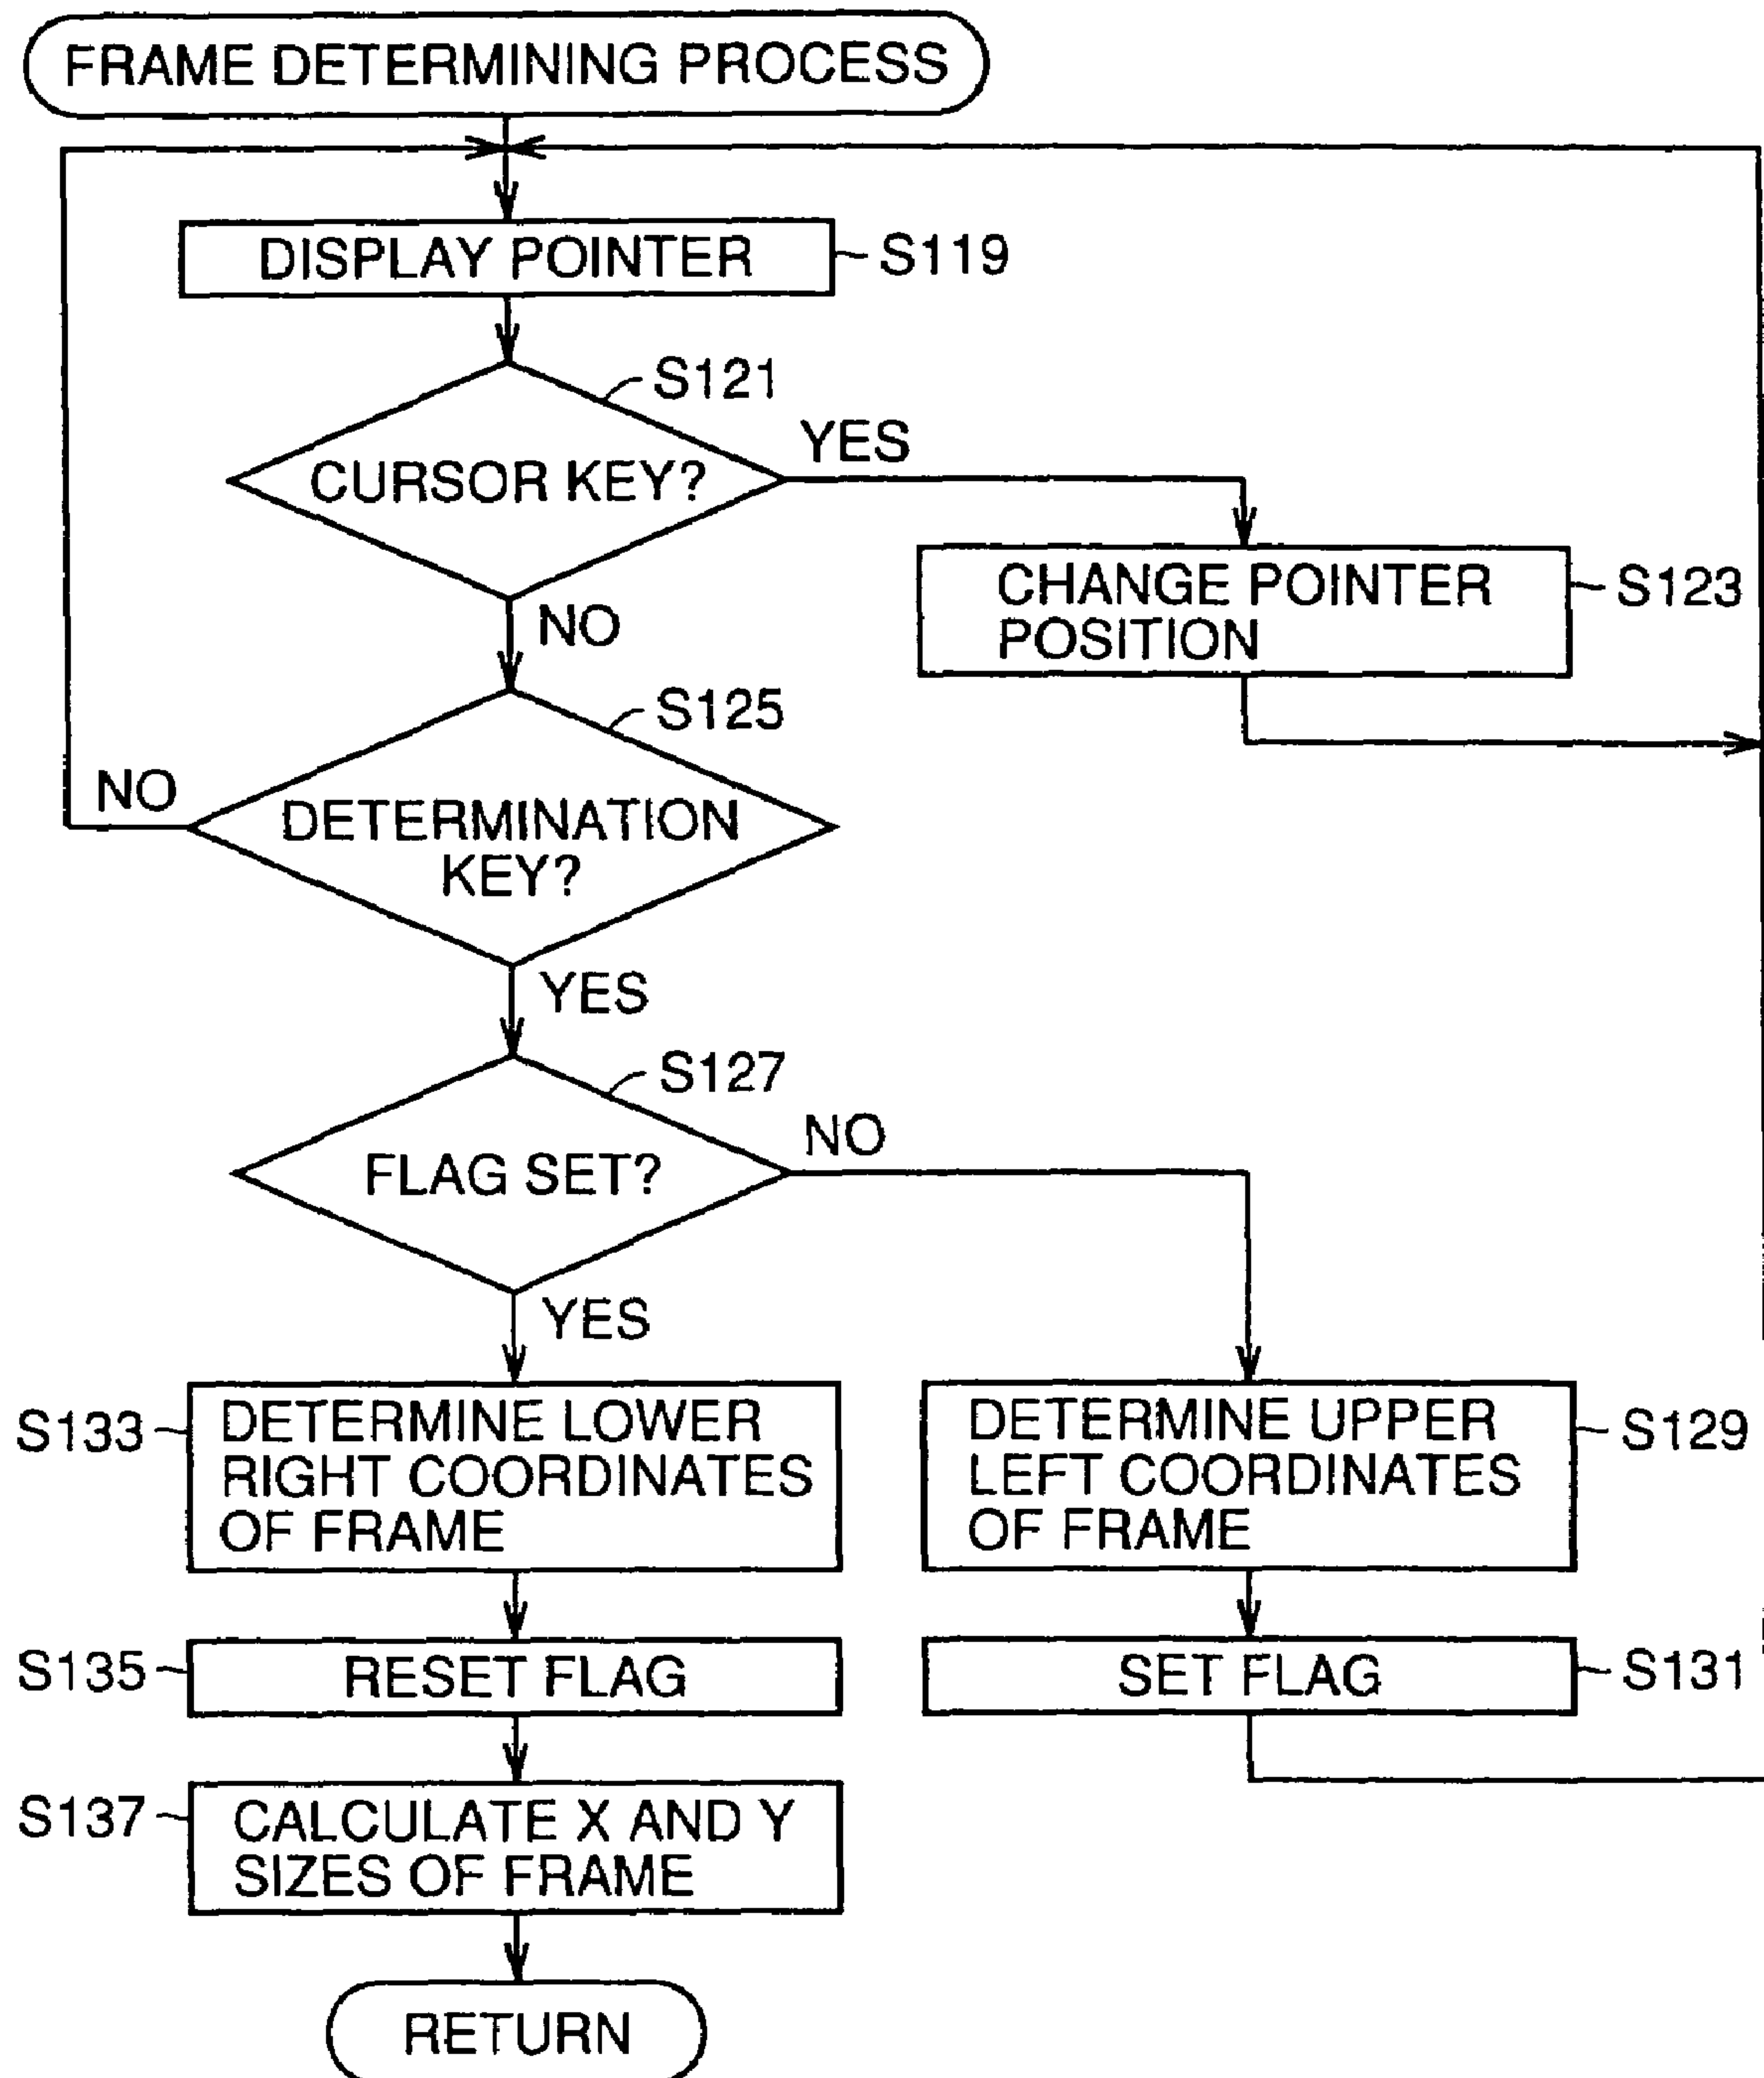 FRAME DETERMINING PROCESS
DISPLAY POINTER
S119
S121
CURSOR KEY?
YES
NO
CHANGE POINTER
POSITION
S123
S125
NO
DETERMINATION
KEY?
YES
S127
FLAG SET?
NO
YES
S133
DETERMINE LOWER
RIGHT COORDINATES
OF FRAME
DETERMINE UPPER
LEFT COORDINATES
OF FRAME
S129
S135
RESET FLAG
SET FLAG
S131
S137
CALCULATE X AND Y
SIZES OF FRAME
RETURN